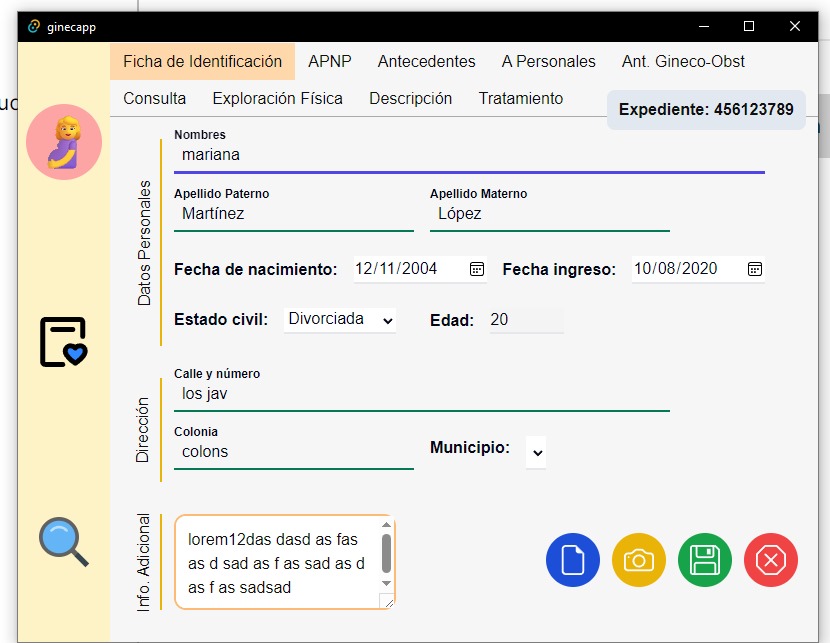 ginecapp
Ficha de Identificación APNP Antecedentes A Personales Ant. Gineco-Obst
Consulta Exploración Física Descripción Tratamiento
Expediente: 456123789
Datos Personales
Nombres
mariana
Apellido Paterno Apellido Materno
Martínez López
Fecha de nacimiento: 12/11/2004 Fecha ingreso: 10/08/2020
Estado civil: Divorciada Edad: 20
Dirección
Calle y número
los jav
Colonia
colons Municipio:
Info. Adicional
lorem12das dasd as fas
as d sad as f as sad as d
as f as sadsad